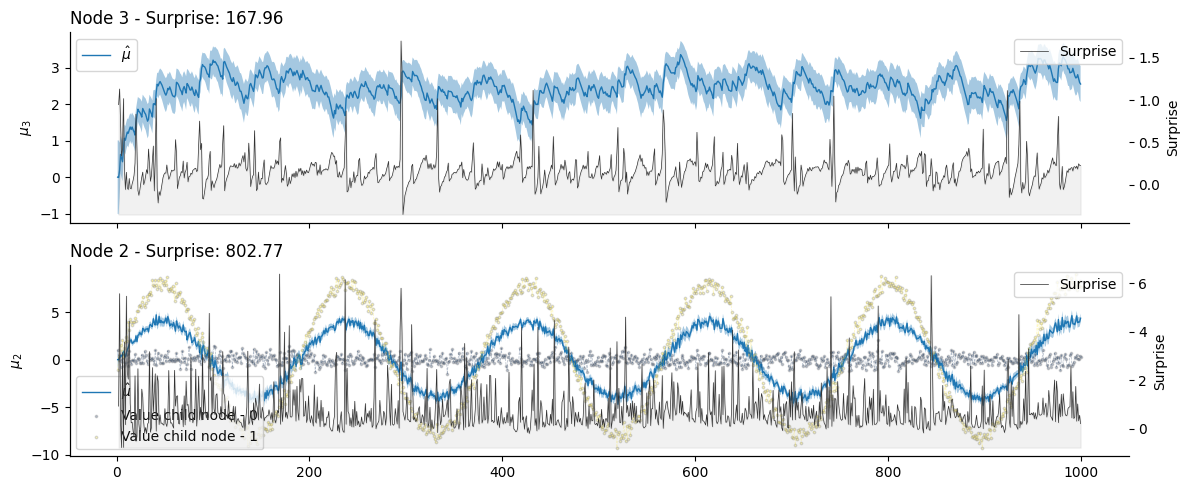 Node 3 - Surprise: 167.96
μ̂
Surprise
3
2
1
0
−1
μ₃
1.5
1.0
0.5
0.0
Surprise
Node 2 - Surprise: 802.77
Surprise
5
0
−5
−10
μ₂
μ̂
Value child node - 0
Value child node - 1
6
4
2
0
Surprise
0
200
400
600
800
1000